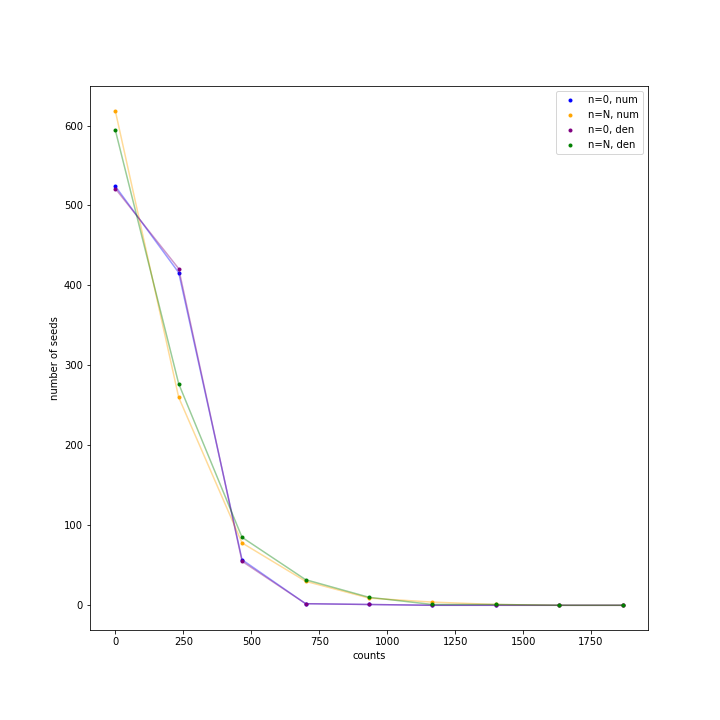 n=0, num
n=N, num
n=0, den
n=N, den
600
500
400
300
200
100
0
number of seeds
0 250 500 750 1000 1250 1500 1750
counts